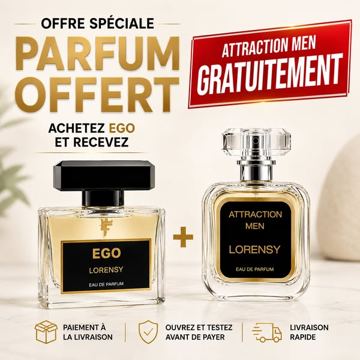 OFFRE SPÉCIALE
PARFUM
OFFERT
ATTRACTION MEN
GRATUITEMENT
ACHETEZ EGO
ET RECEVEZ
EGO
LORENSY
EAU DE PARFUM
+
ATTRACTION
MEN
LORENSY
EAU DE PARFUM
PAIEMENT À
LA LIVRAISON
OUVREZ ET TESTEZ
AVANT DE PAYER
LIVRAISON
RAPIDE